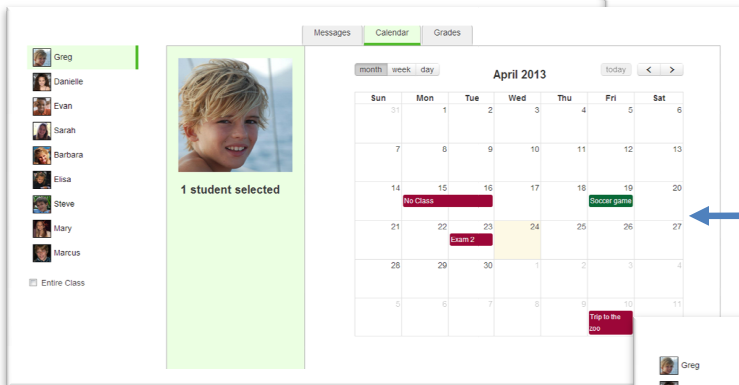 Messages Calendar Grades
Greg
Danielle
Evan
Sarah
Barbara
Elisa
Steve
Mary
Marcus
Entire Class
1 student selected
month week day April 2013 today < >
Sun Mon Tue Wed Thu Fri Sat
31 1 2 3 4 5 6
7 8 9 10 11 12 13
14 15 16 17 18 19 20
No Class Soccer game
21 22 23 24 25 26 27
Exam 2
28 29 30 1 2 3 4
5 6 7 8 9 10 11
Trip to the
zoo
Greg